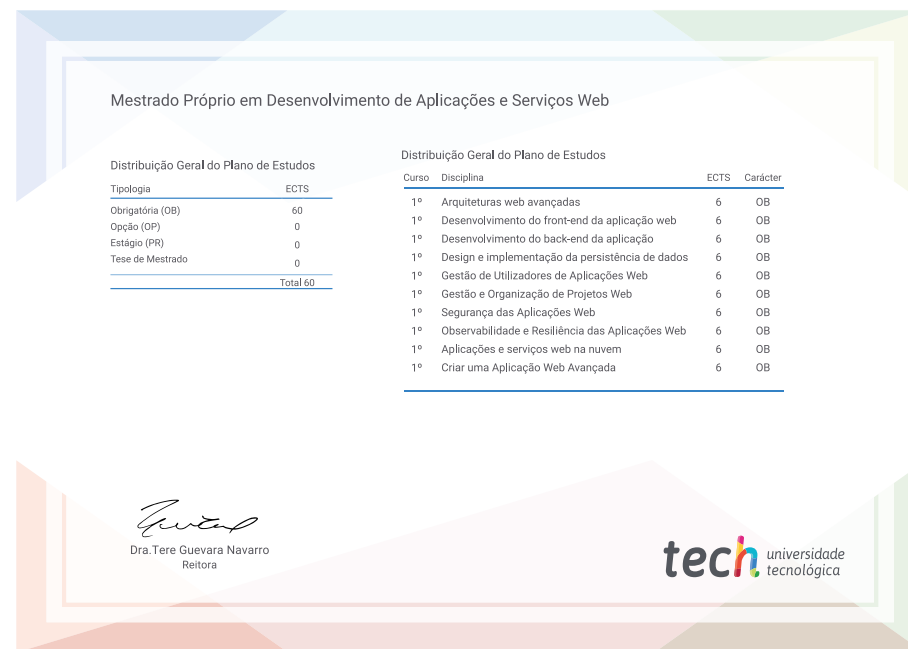 Mestrado Próprio em Desenvolvimento de Aplicações e Serviços Web
Distribuição Geral do Plano de Estudos
Tipologia ECTS
Obrigatória (OB) 60
Opção (OP) 0
Estágio (PR) 0
Tese de Mestrado 0
Total 60
Distribuição Geral do Plano de Estudos
Curso Disciplina ECTS Carácter
1º Arquiteturas web avançadas 6 OB
1º Desenvolvimento do front-end da aplicação web 6 OB
1º Desenvolvimento do back-end da aplicação 6 OB
1º Design e implementação da persistência de dados 6 OB
1º Gestão de Utilizadores de Aplicações Web 6 OB
1º Gestão e Organização de Projetos Web 6 OB
1º Segurança das Aplicações Web 6 OB
1º Observabilidade e Resiliência das Aplicações Web 6 OB
1º Aplicações e serviços web na nuvem 6 OB
1º Criar uma Aplicação Web Avançada 6 OB
Dra.Tere Guevara Navarro
Reitora
tech universidade
tecnológica